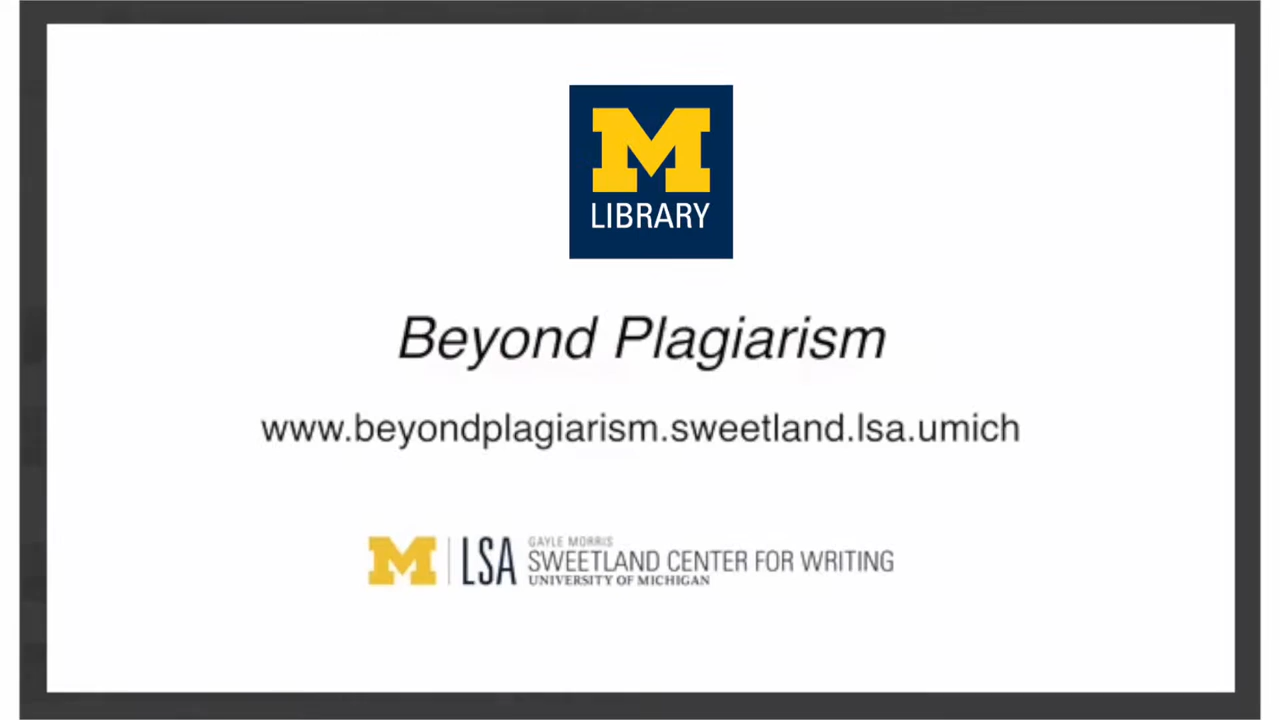 M
LIBRARY
Beyond Plagiarism
www.beyondplagiarism.sweetland.lsa.umich
M | LSA GAYLE MORRIS
SWEETLAND CENTER FOR WRITING
UNIVERSITY OF MICHIGAN